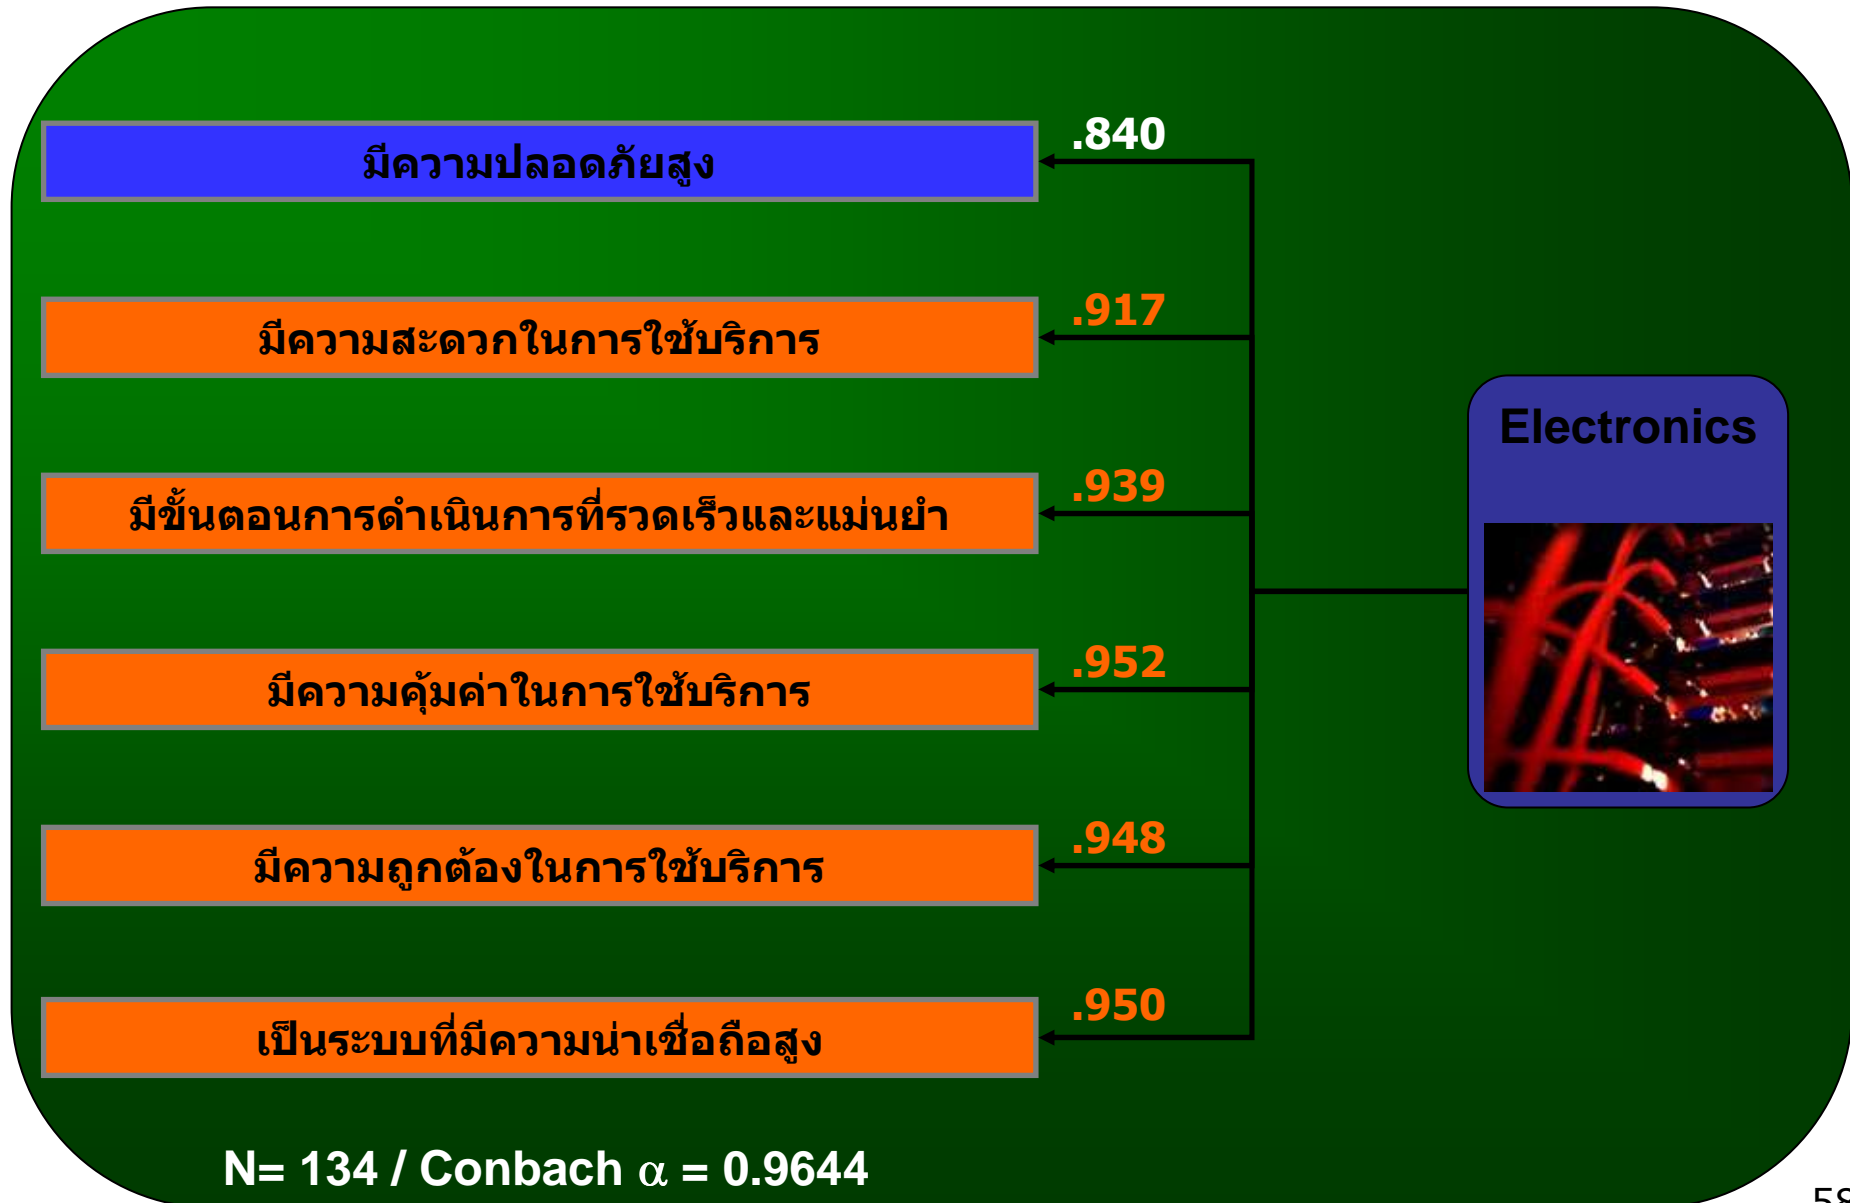 มีความปลอดภัยสูง
.840
มีความสะดวกในการใช้บริการ
.917
Electronics
มีขั้นตอนการดำเนินการที่รวดเร็วและแม่นยำ
.939
มีความคุ้มค่าในการใช้บริการ
.952
มีความถูกต้องในการใช้บริการ
.948
เป็นระบบที่มีความน่าเชื่อถือสูง
.950
N= 134 / Conbach α = 0.9644
58